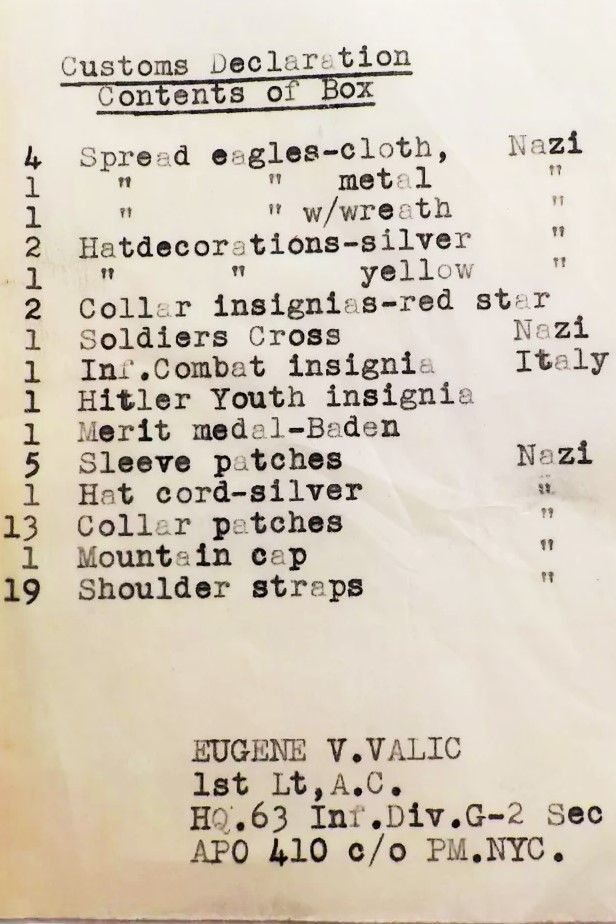 Customs Declaration
Contents of Box
4 Spread eagles-cloth, Nazi
1 " " metal "
1 " " w/wreath "
2 Hatdecorations-silver "
1 " " yellow "
2 Collar insignias-red star
1 Soldiers Cross Nazi
1 Inf.Combat insignia Italy
1 Hitler Youth insignia
1 Merit medal-Baden
5 Sleeve patches Nazi
1 Hat cord-silver "
13 Collar patches "
1 Mountain cap "
19 Shoulder straps "
EUGENE V.VALIC
1st Lt,A.C.
HQ.63 Inf.Div.G-2 Sec
APO 410 c/o PM.NYC.